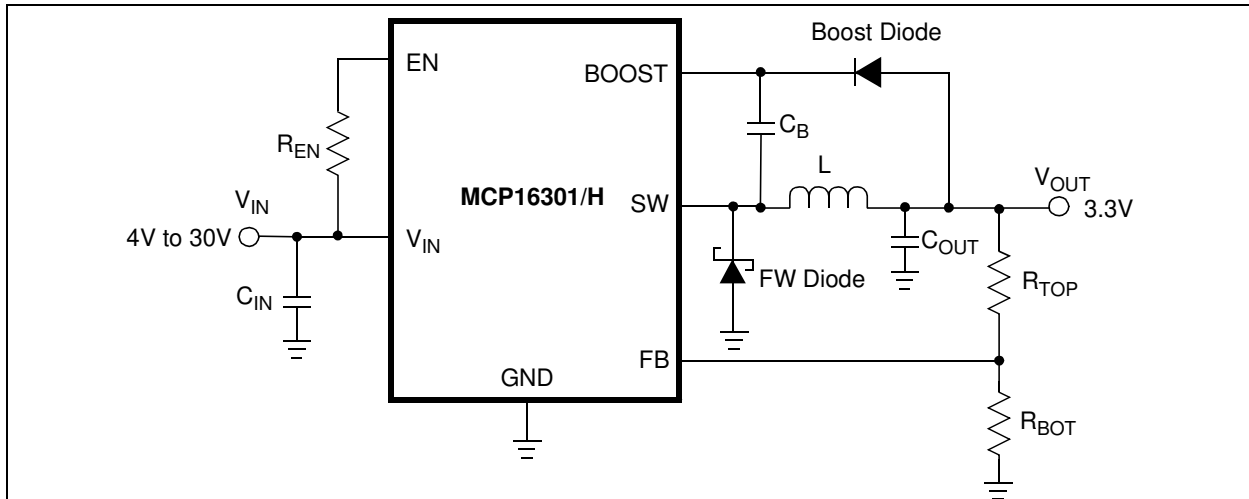 Boost Diode
EN
BOOST
C_B
R_EN
L
MCP16301/H
V_IN
SW
V_OUT
4V to 30V
V_IN
3.3V
C_OUT
FW Diode
R_TOP
C_IN
FB
GND
R_BOT